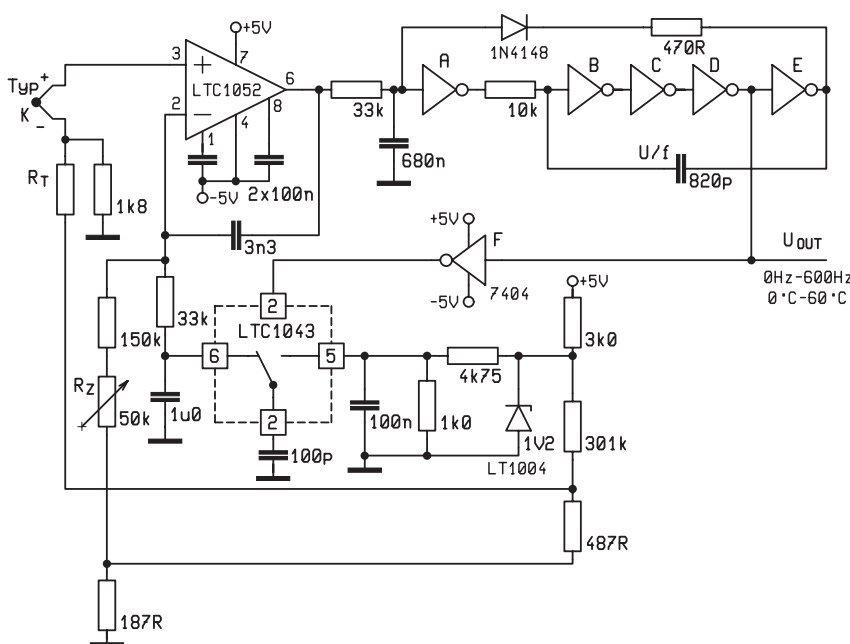 +5V
1N4148
470R
3
7
A
B
C
D
E
Typ +
K -
LTC1052
6
2
8
33k
10k
1
4
680n
U/f
820p
-5V
2x100n
RT
1k8
3n3
+5V
F
UOUT
-5V
7404
0Hz-600Hz
0°C-60°C
+5V
2
33k
LTC1043
3k0
150k
6
5
4k75
RZ
50k
+
1u0
2
100n
1k0
1V2
301k
100p
LT1004
487R
187R